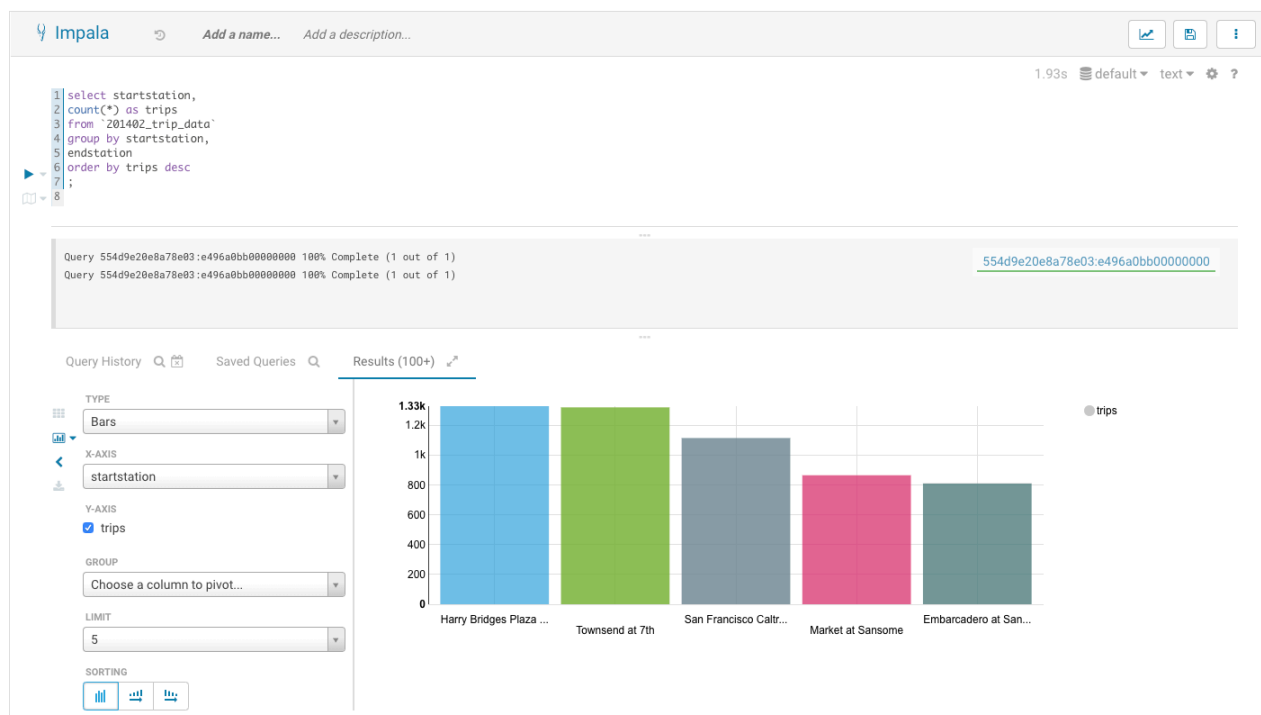 Impala Add a name... Add a description...
1.93s default text ?
1 select startstation,
2 count(*) as trips
3 from `201402_trip_data`
4 group by startstation,
5 endstation
6 order by trips desc
7 ;
8
Query 554d9e20e8a78e03:e496a0bb00000000 100% Complete (1 out of 1)
Query 554d9e20e8a78e03:e496a0bb00000000 100% Complete (1 out of 1)
554d9e20e8a78e03:e496a0bb00000000
Query History Saved Queries Results (100+)
TYPE
Bars
X-AXIS
startstation
Y-AXIS
trips
GROUP
Choose a column to pivot...
LIMIT
5
SORTING
1.33k
1.2k
1k
800
600
400
200
0
Harry Bridges Plaza ...
Townsend at 7th
San Francisco Caltr...
Market at Sansome
Embarcadero at San...
trips